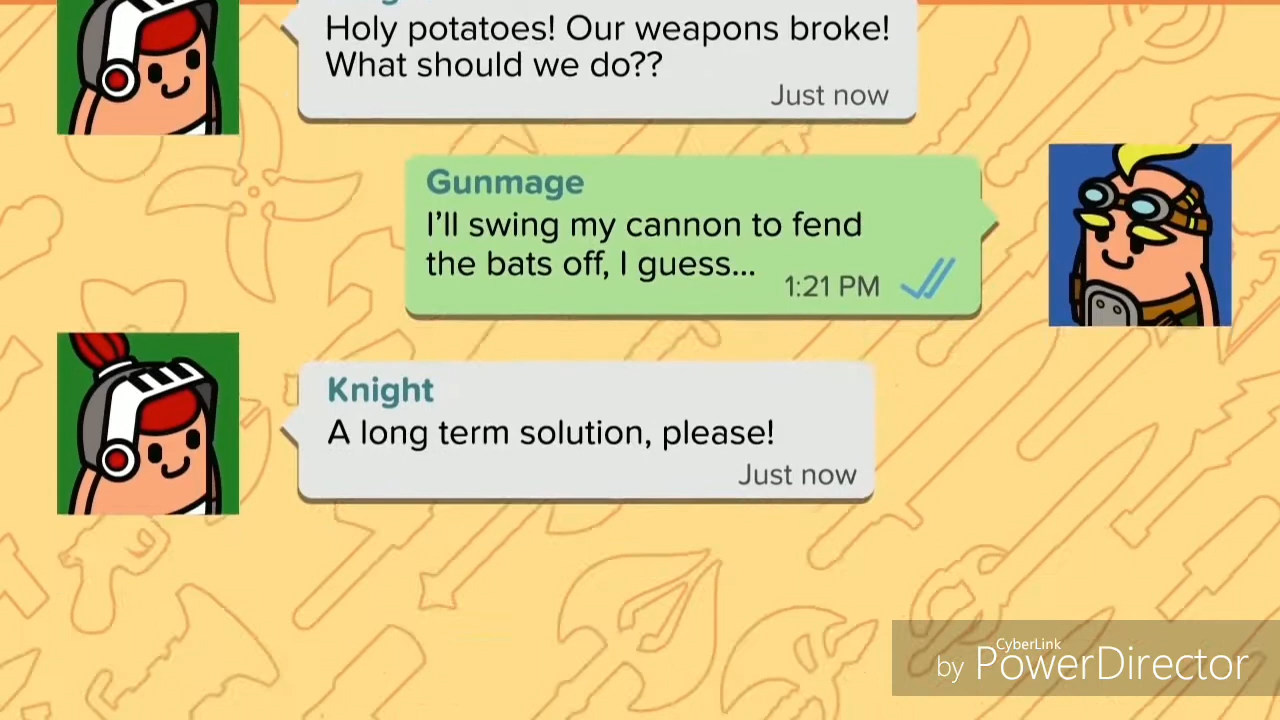 Holy potatoes! Our weapons broke!
What should we do??
Just now
Gunmage
I'll swing my cannon to fend
the bats off, I guess...
1:21 PM
Knight
A long term solution, please!
Just now
CyberLink
by PowerDirector